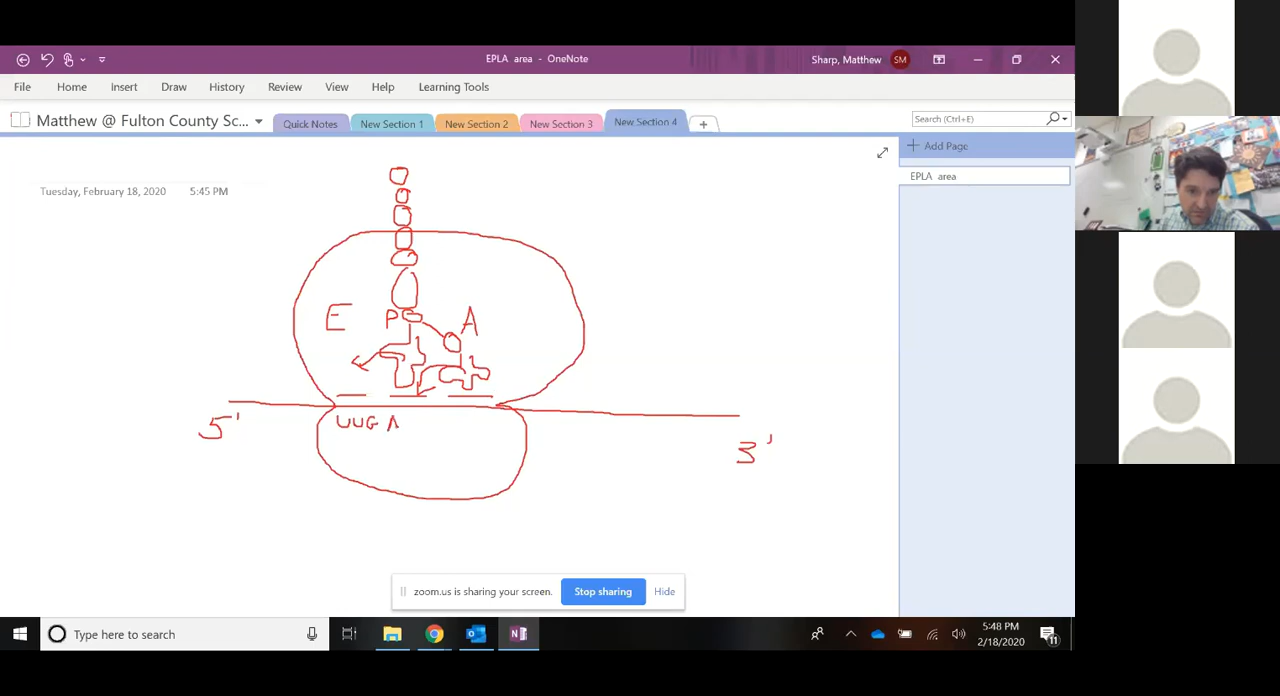 EPLA area - OneNote
Sharp, Matthew SM
File Home Insert Draw History Review View Help Learning Tools
Matthew @ Fulton County Sc... Quick Notes New Section 1 New Section 2 New Section 3 New Section 4
Search (Ctrl+E)
Add Page
EPLA area
Tuesday, February 18, 2020 5:45 PM
E P A
5'
UUG A
3'
zoom.us is sharing your screen. Stop sharing Hide
Type here to search
5:48 PM
2/18/2020
11